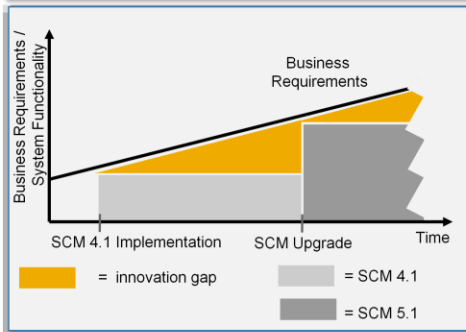 Business Requirements /
System Functionality
Business
Requirements
SCM 4.1 Implementation
SCM Upgrade
Time
= innovation gap
= SCM 4.1
= SCM 5.1